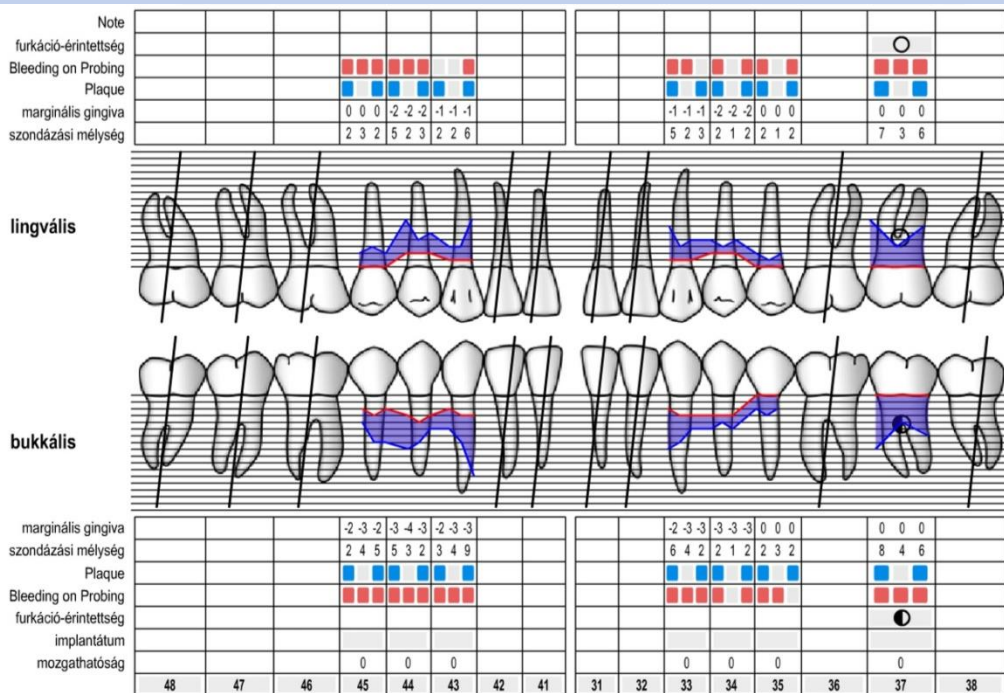 Note
furkáció-érintettség
Bleeding on Probing
Plaque
marginális gingiva 0 0 0 -2 -2 -2 -1 -1 -1 -1 -1 -1 -2 -2 -2 0 0 0 0 0 0
szondázási mélység 2 3 2 5 2 3 2 2 6 5 2 3 2 1 2 2 1 2 7 3 6
lingvális
bukkális
marginális gingiva -2 -3 -2 -3 -4 -3 -2 -3 -3 -2 -3 -3 -3 -3 -3 0 0 0 0 0 0
szondázási mélység 2 4 5 5 3 2 3 4 9 6 4 2 2 1 2 2 3 2 8 4 6
Plaque
Bleeding on Probing
furkáció-érintettség
implantátum
mozgathatóság 0 0 0 0 0 0 0
48 47 46 45 44 43 42 41 31 32 33 34 35 36 37 38